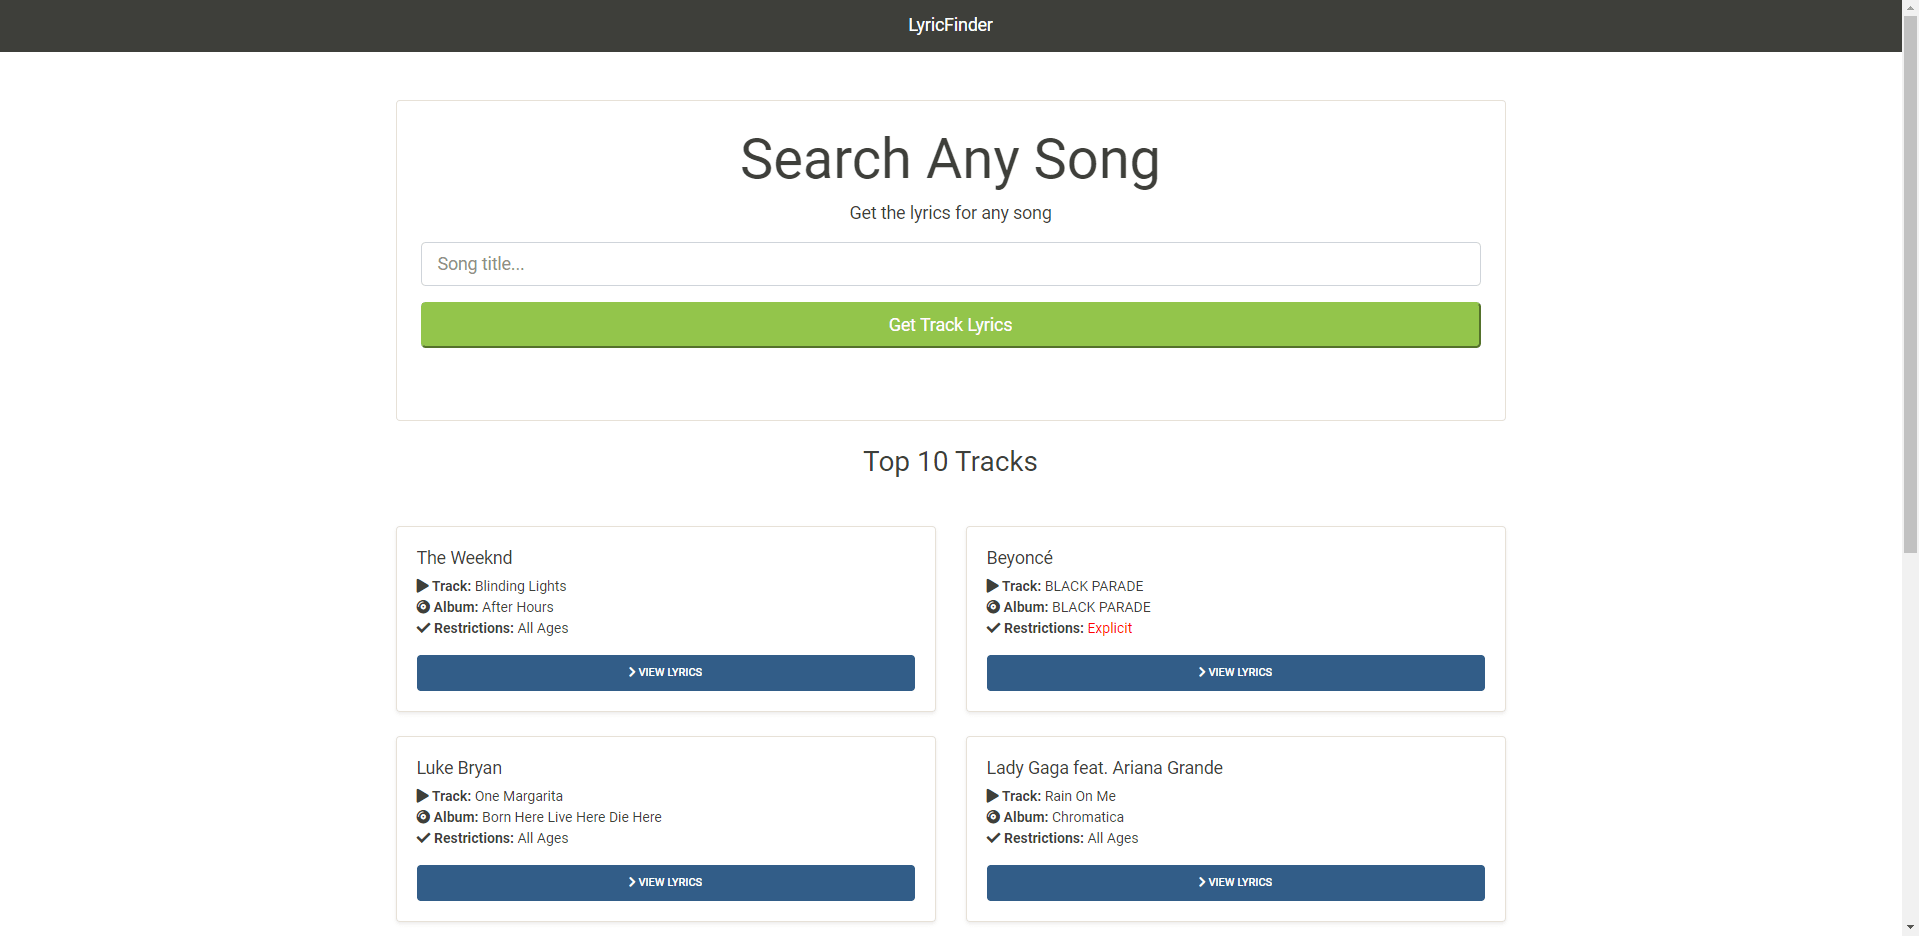 LyricFinder
Search Any Song
Get the lyrics for any song
Song title...
Get Track Lyrics
Top 10 Tracks
The Weeknd
Track: Blinding Lights
Album: After Hours
Restrictions: All Ages
VIEW LYRICS
Beyoncé
Track: BLACK PARADE
Album: BLACK PARADE
Restrictions: Explicit
VIEW LYRICS
Luke Bryan
Track: One Margarita
Album: Born Here Live Here Die Here
Restrictions: All Ages
VIEW LYRICS
Lady Gaga feat. Ariana Grande
Track: Rain On Me
Album: Chromatica
Restrictions: All Ages
VIEW LYRICS